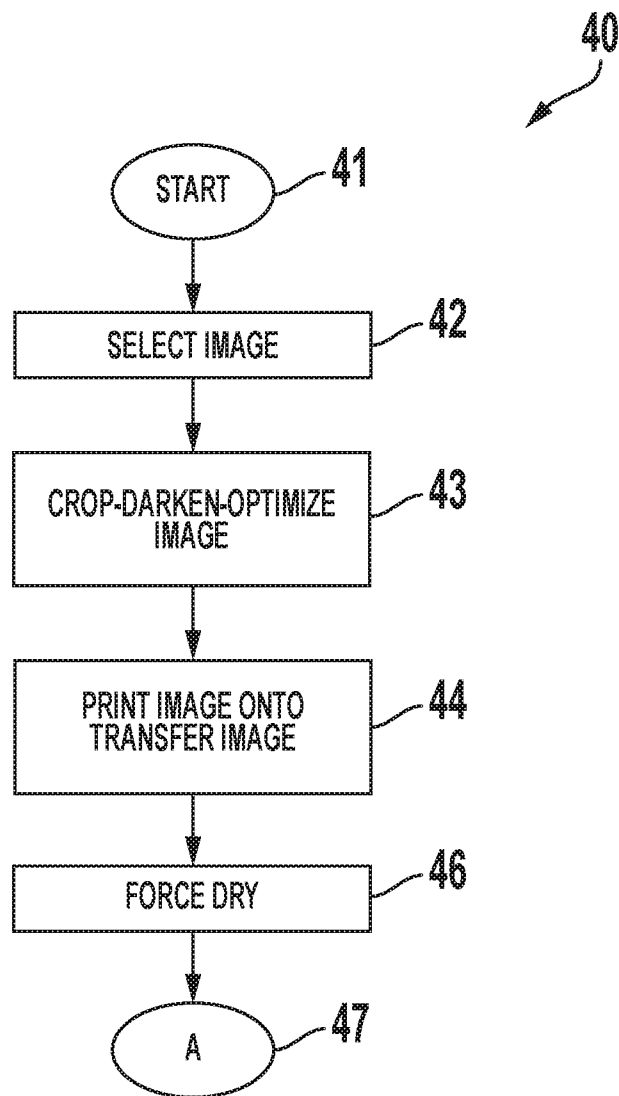 40
START
41
SELECT IMAGE
42
CROP-DARKEN-OPTIMIZE
IMAGE
43
PRINT IMAGE ONTO
TRANSFER IMAGE
44
FORCE DRY
46
A
47